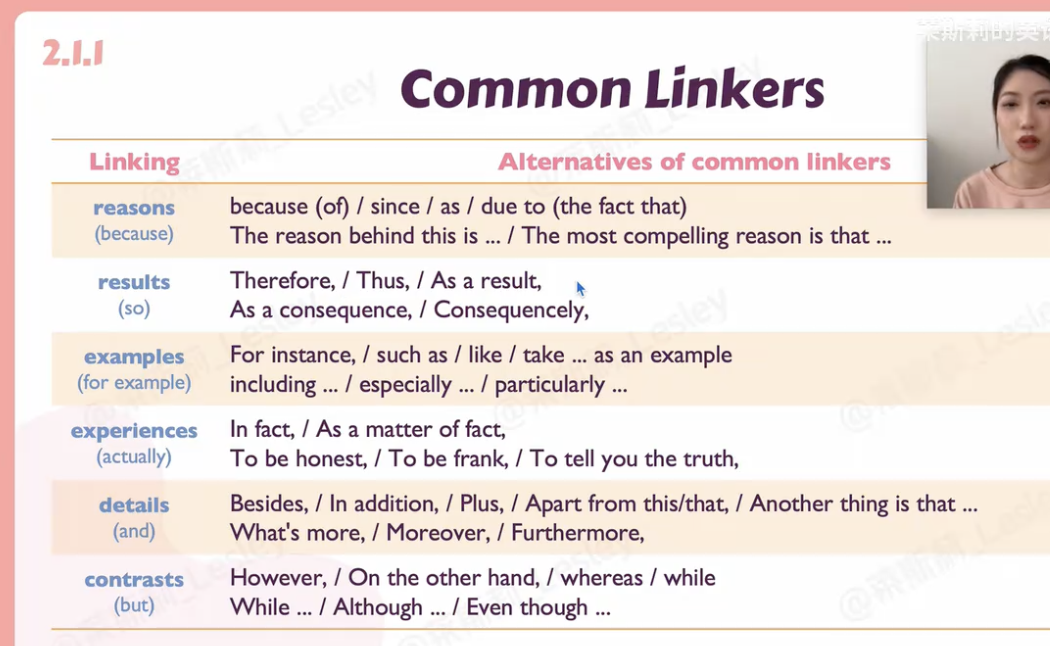 2.1.1
Common Linkers
Linking
Alternatives of common linkers
reasons
(because)
because (of) / since / as / due to (the fact that)
The reason behind this is ... / The most compelling reason is that ...
results
(so)
Therefore, / Thus, / As a result,
As a consequence, / Consequencely,
examples
(for example)
For instance, / such as / like / take ... as an example
including ... / especially ... / particularly ...
experiences
(actually)
In fact, / As a matter of fact,
To be honest, / To be frank, / To tell you the truth,
details
(and)
Besides, / In addition, / Plus, / Apart from this/that, / Another thing is that ...
What's more, / Moreover, / Furthermore,
contrasts
(but)
However, / On the other hand, / whereas / while
While ... / Although ... / Even though ...